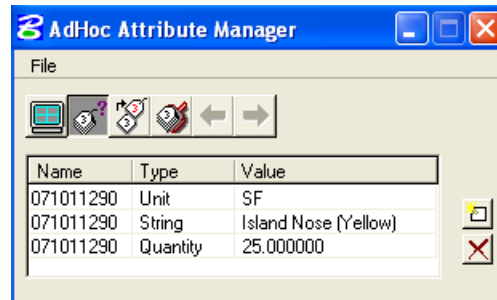 AdHoc Attribute Manager
File
Name Type Value
071011290 Unit SF
071011290 String Island Nose (Yellow)
071011290 Quantity 25.000000